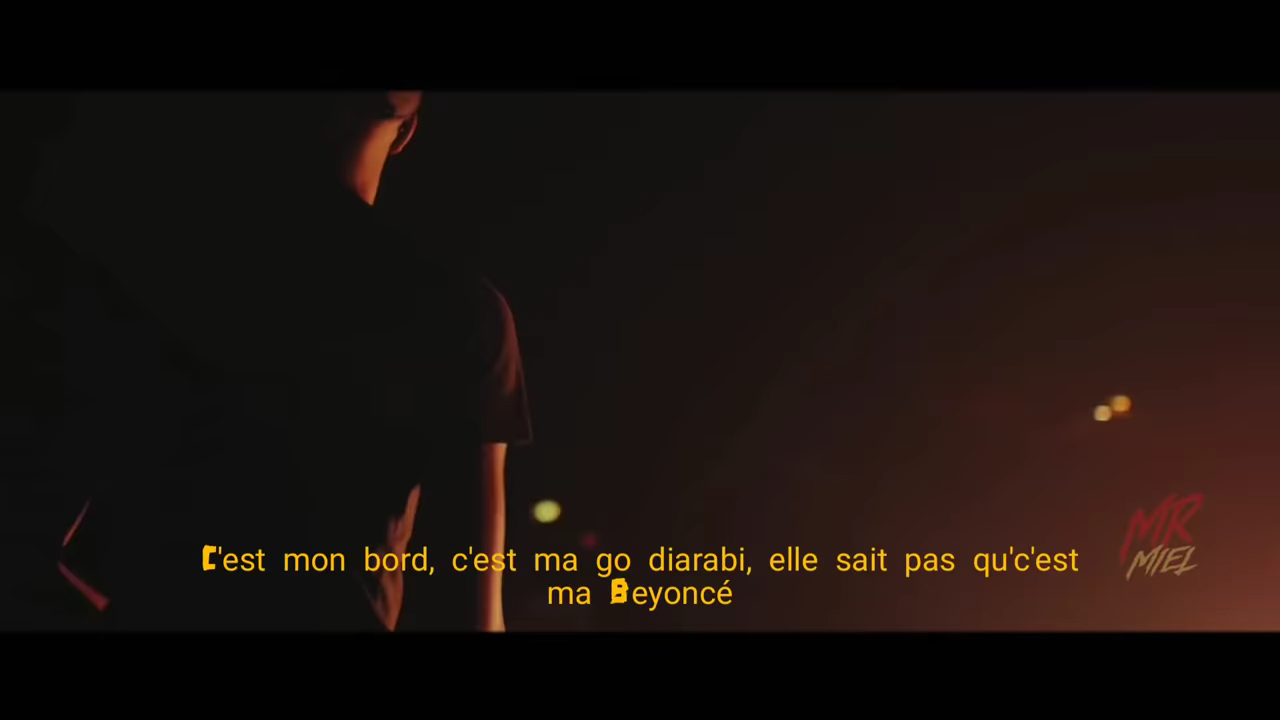 C'est mon bord, c'est ma go diarabi, elle sait pas qu'c'est
ma Beyoncé
MR
MIEL